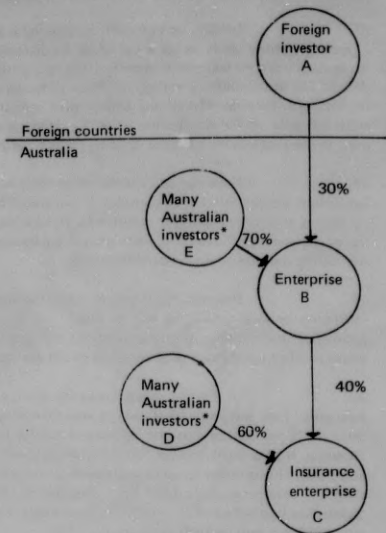 Foreign
investor
A
Foreign countries
Australia
30%
Many
Australian
investors*
E
70%
Enterprise
B
40%
Many
Australian
investors*
D
60%
Insurance
enterprise
C